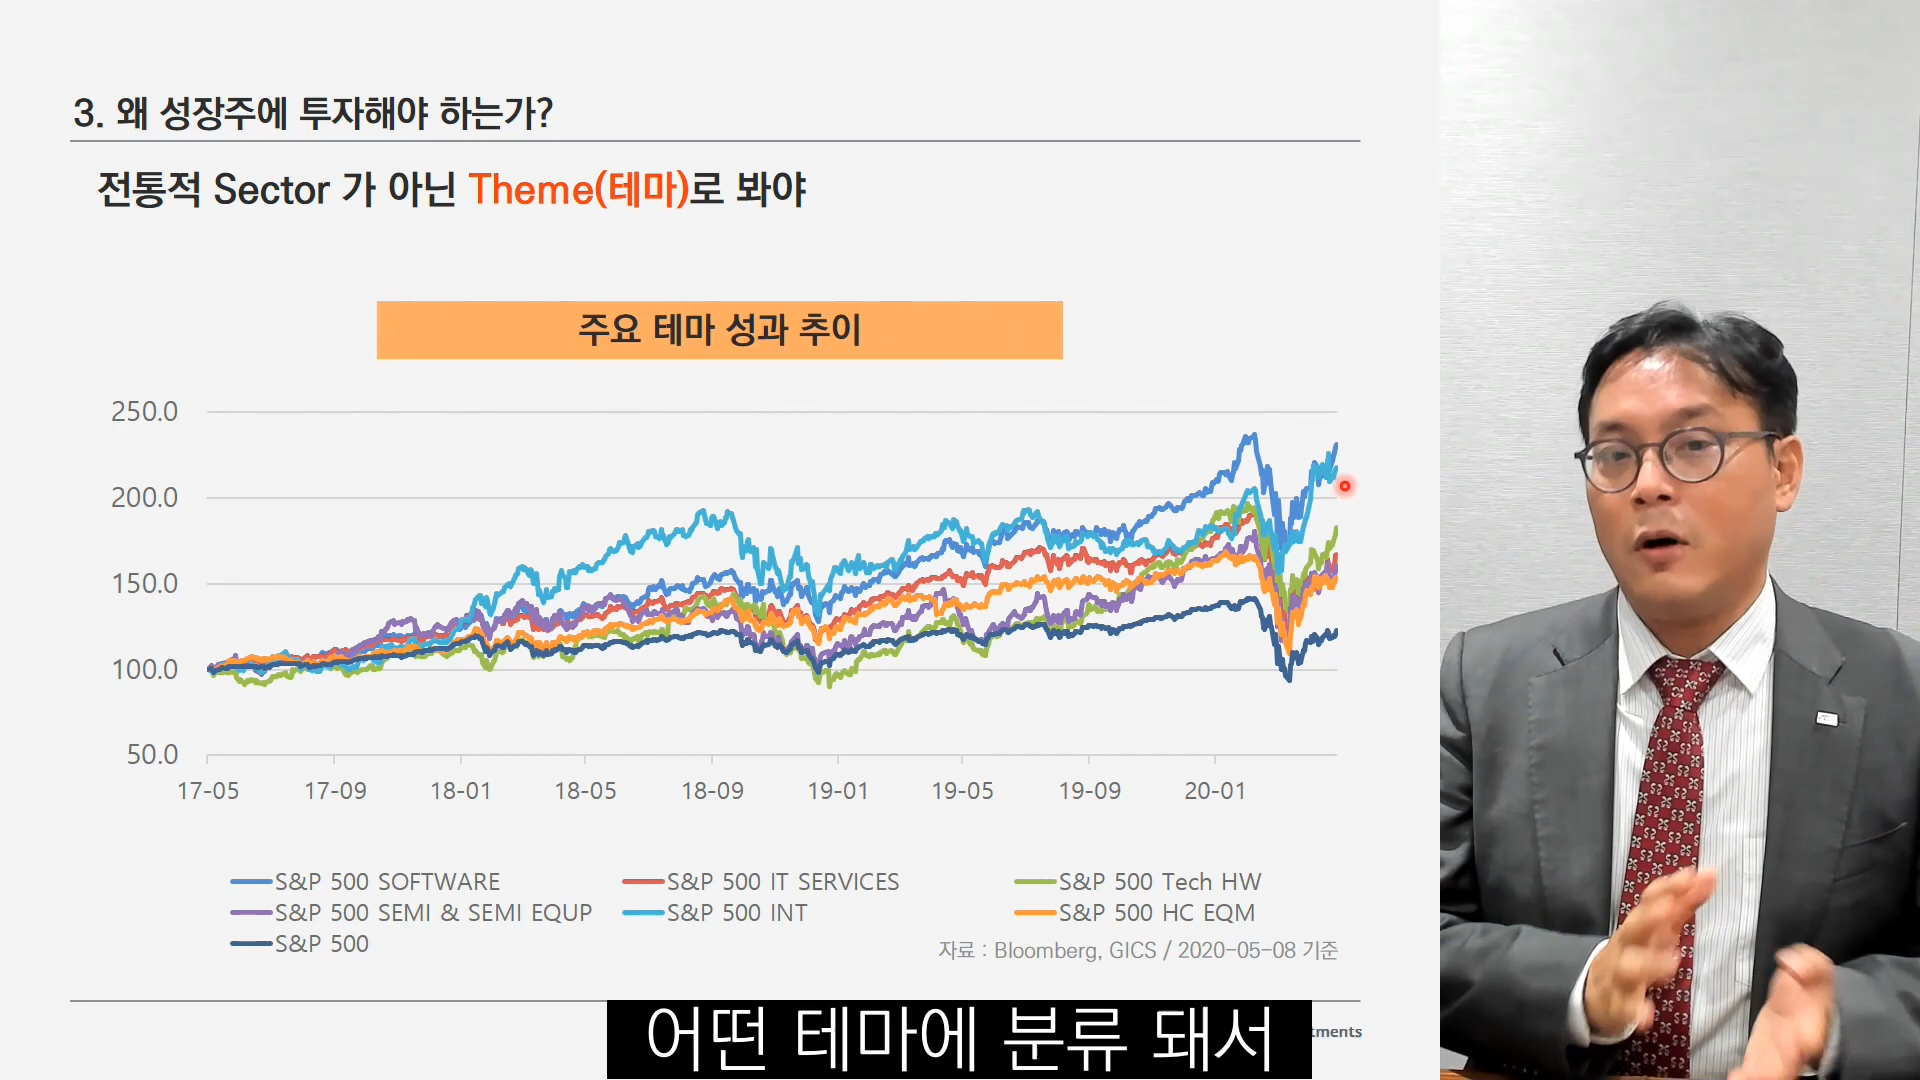 3. 왜 성장주에 투자해야 하는가?
전통적 Sector 가 아닌 Theme(테마)로 봐야
주요 테마 성과 추이
250.0
200.0
150.0
100.0
50.0
17-05 17-09 18-01 18-05 18-09 19-01 19-05 19-09 20-01
S&P 500 SOFTWARE S&P 500 IT SERVICES S&P 500 Tech HW
S&P 500 SEMI & SEMI EQUP S&P 500 INT S&P 500 HC EQM
S&P 500
자료 : Bloomberg, GICS / 2020-05-08 기준
어떤 테마에 분류 돼서
tments